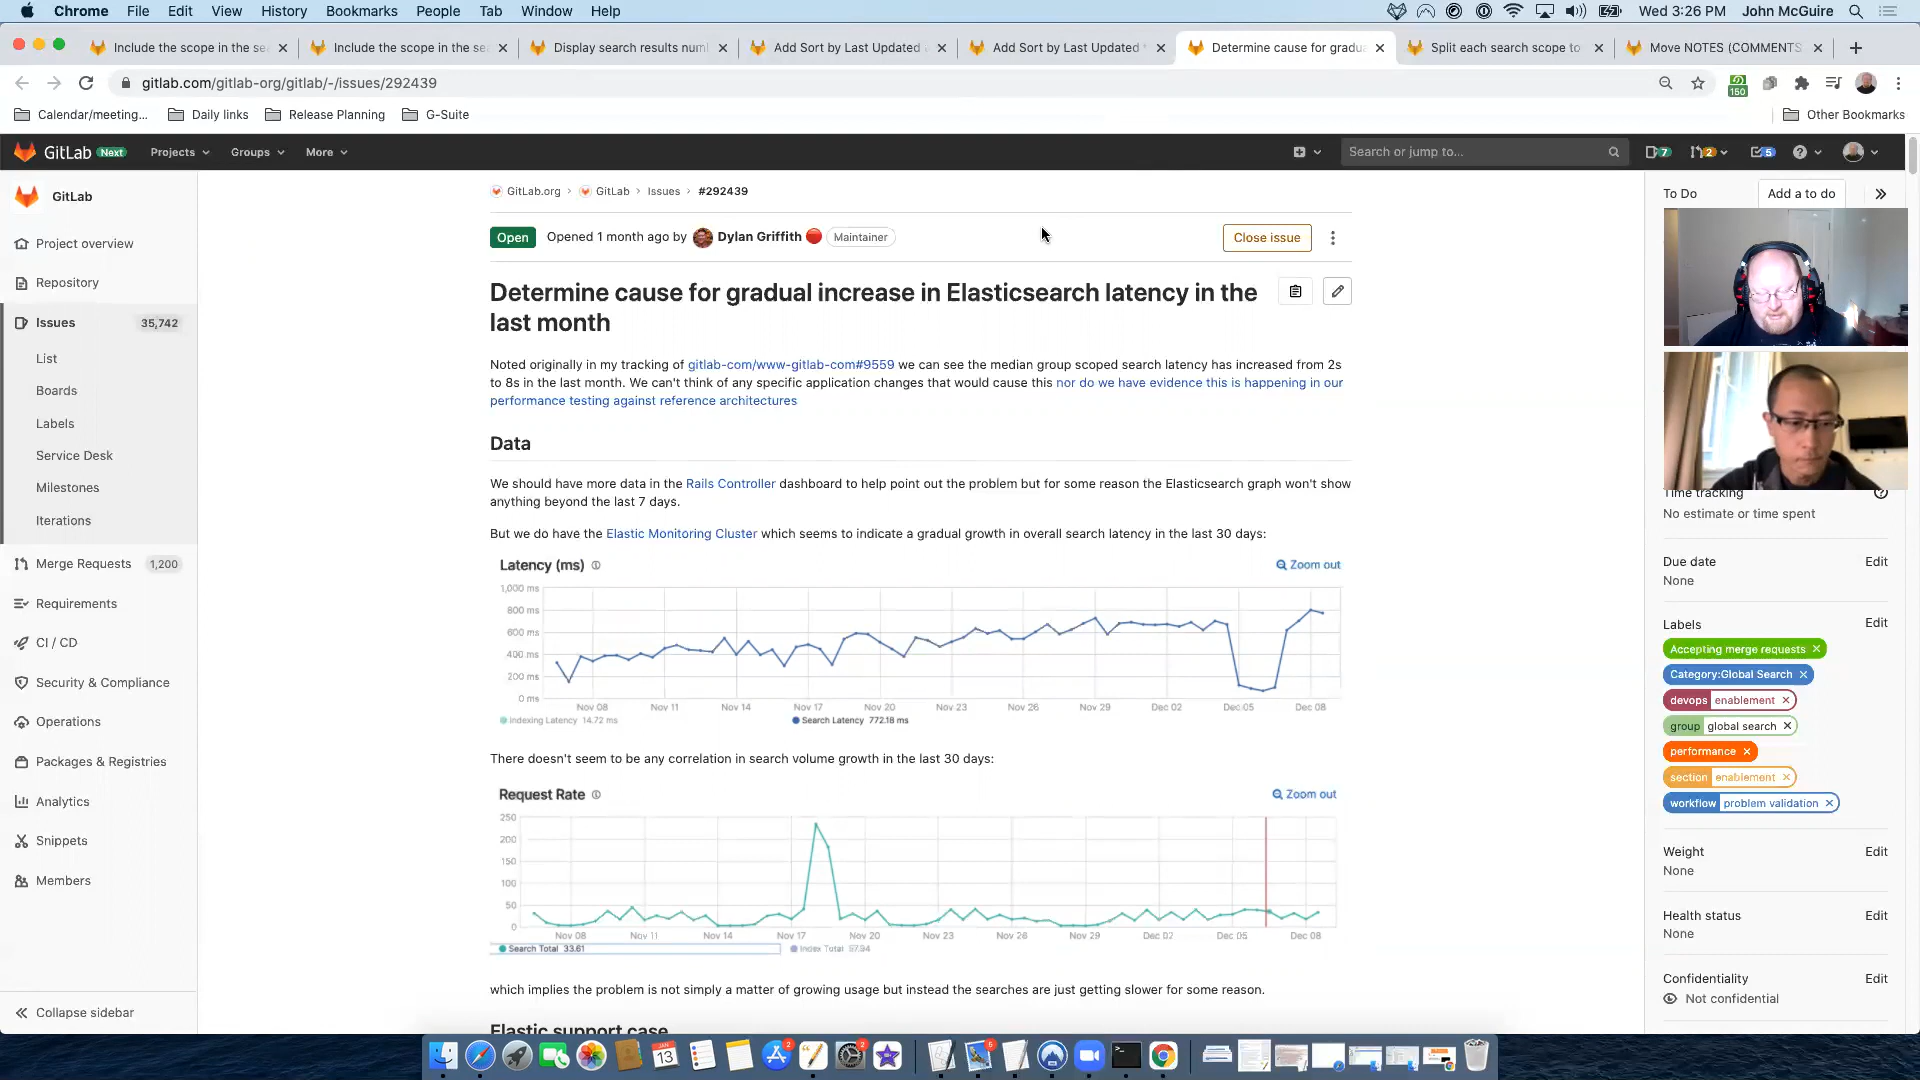 Chrome File Edit View History Bookmarks People Tab Window Help
Wed 3:26 PM John McGuire
Include the scope in the sea
Include the scope in the sea
Display search results numb
Add Sort by Last Updated
Add Sort by Last Updated
Determine cause for gradua
Split each search scope to
Move NOTES (COMMENTS
gitlab.com/gitlab-org/gitlab/-/issues/292439
150
Calendar/meeting... Daily links Release Planning G-Suite Other Bookmarks
GitLab Next Projects Groups More Search or jump to... 7 2 5
GitLab
Project overview
Repository
Issues 35,742
List
Boards
Labels
Service Desk
Milestones
Iterations
Merge Requests 1,200
Requirements
CI / CD
Security & Compliance
Operations
Packages & Registries
Analytics
Snippets
Members
Collapse sidebar
GitLab.org › GitLab › Issues › #292439
Open Opened 1 month ago by Dylan Griffith Maintainer
Close issue
Determine cause for gradual increase in Elasticsearch latency in the
last month
Noted originally in my tracking of gitlab-com/www-gitlab-com#9559 we can see the median group scoped search latency has increased from 2s
to 8s in the last month. We can't think of any specific application changes that would cause this nor do we have evidence this is happening in our
performance testing against reference architectures
Data
We should have more data in the Rails Controller dashboard to help point out the problem but for some reason the Elasticsearch graph won't show
anything beyond the last 7 days.
But we do have the Elastic Monitoring Cluster which seems to indicate a gradual growth in overall search latency in the last 30 days:
Latency (ms) Zoom out
1,000 ms
800 ms
600 ms
400 ms
200 ms
0 ms
Nov 08 Nov 11 Nov 14 Nov 17 Nov 20 Nov 23 Nov 26 Nov 29 Dec 02 Dec 05 Dec 08
Indexing Latency 14.72 ms Search Latency 772.18 ms
There doesn't seem to be any correlation in search volume growth in the last 30 days:
Request Rate Zoom out
250
200
150
100
50
0
Nov 08 Nov 11 Nov 14 Nov 17 Nov 20 Nov 23 Nov 26 Nov 29 Dec 02 Dec 05 Dec 08
Search Total 33.61 Index Total 57.94
which implies the problem is not simply a matter of growing usage but instead the searches are just getting slower for some reason.
Elastic support case
To Do Add a to do
Time tracking
No estimate or time spent
Due date Edit
None
Labels Edit
Accepting merge requests
Category:Global Search
devops enablement
group global search
performance
section enablement
workflow problem validation
Weight Edit
None
Health status Edit
None
Confidentiality Edit
Not confidential
JAN
13
2
2
6